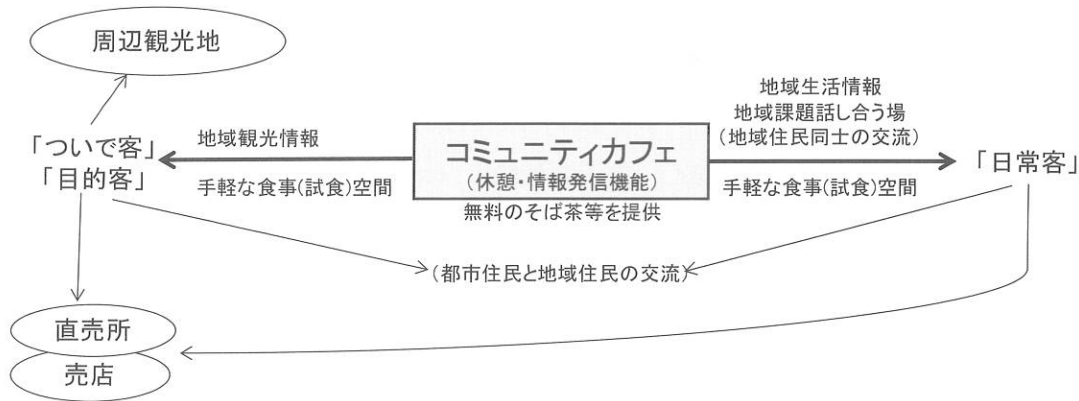 周辺観光地
「ついで客」
「目的客」
地域観光情報
手軽な食事(試食)空間
コミュニティカフェ
(休憩・情報発信機能)
無料のそば茶等を提供
地域生活情報
地域課題話し合う場
(地域住民同士の交流)
手軽な食事(試食)空間
「日常客」
(都市住民と地域住民の交流)
直売所
売店